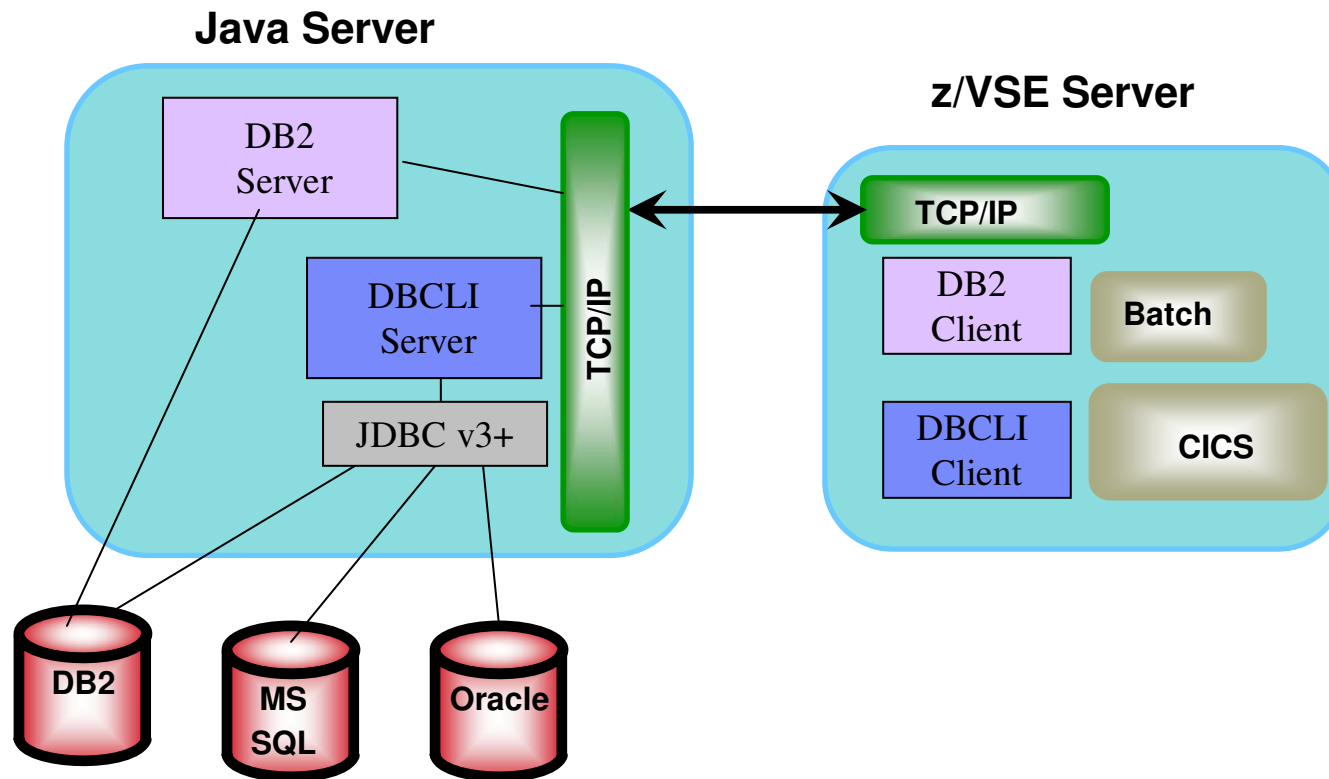 Java Server
DB2
Server
DBCLI
Server
JDBC v3+
TCP/IP
DB2
MS
SQL
Oracle
z/VSE Server
TCP/IP
DB2
Client
Batch
DBCLI
Client
CICS